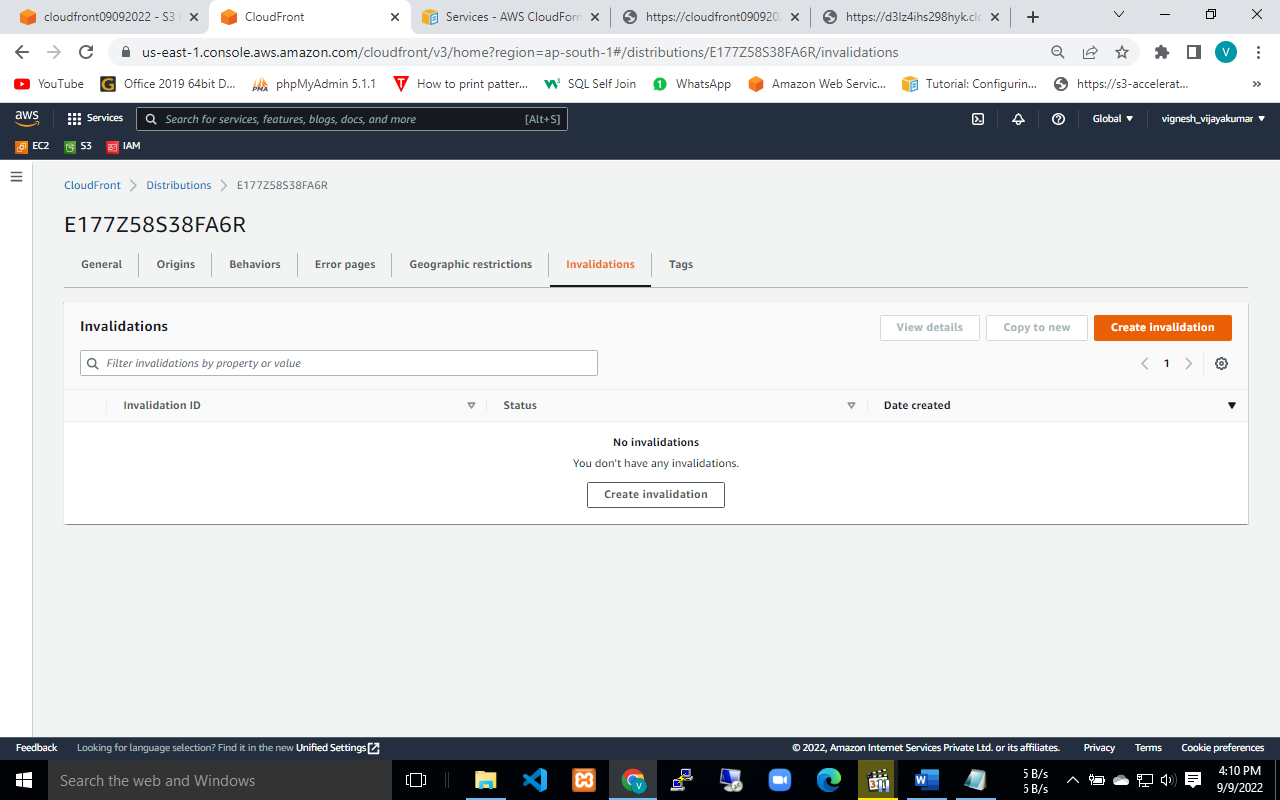 cloudfront09092022 - S3
CloudFront
Services - AWS CloudForm
https://cloudfront090920
https://d3lz4ihs298hyk.clo
us-east-1.console.aws.amazon.com/cloudfront/v3/home?region=ap-south-1#/distributions/E177Z58S38FA6R/invalidations
V
YouTube
Office 2019 64bit D...
phpMyAdmin 5.1.1
How to print patter...
SQL Self Join
WhatsApp
Amazon Web Servic...
Tutorial: Configurin...
https://s3-accelerat...
aws
Services
Search for services, features, blogs, docs, and more
[Alt+S]
Global
vignesh_vijayakumar
EC2
S3
IAM
CloudFront
Distributions
E177Z58S38FA6R
E177Z58S38FA6R
General
Origins
Behaviors
Error pages
Geographic restrictions
Invalidations
Tags
Invalidations
View details
Copy to new
Create invalidation
Filter invalidations by property or value
1
Invalidation ID
Status
Date created
No invalidations
You don't have any invalidations.
Create invalidation
Feedback
Looking for language selection? Find it in the new Unified Settings
© 2022, Amazon Internet Services Private Ltd. or its affiliates.
Privacy
Terms
Cookie preferences
Search the web and Windows
B/s
B/s
4:10 PM
9/9/2022